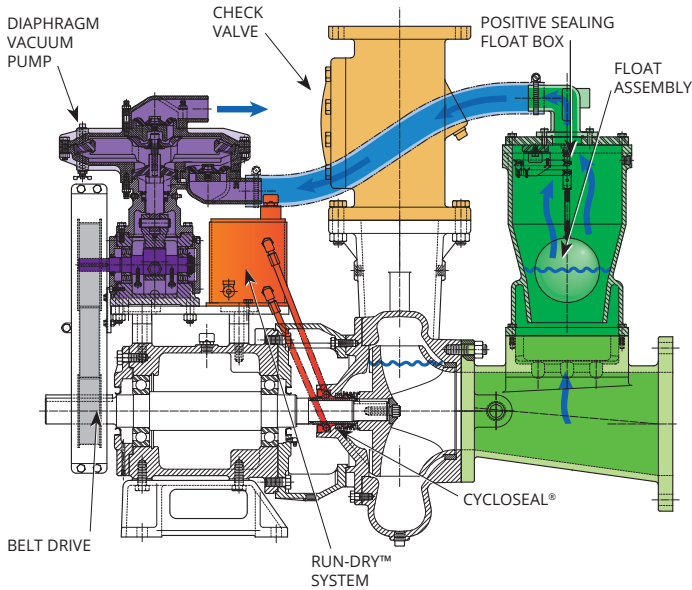 DIAPHRAGM
VACUUM
PUMP
CHECK
VALVE
POSITIVE SEALING
FLOAT BOX
FLOAT
ASSEMBLY
CYCLOSEAL®
BELT DRIVE
RUN-DRY™
SYSTEM